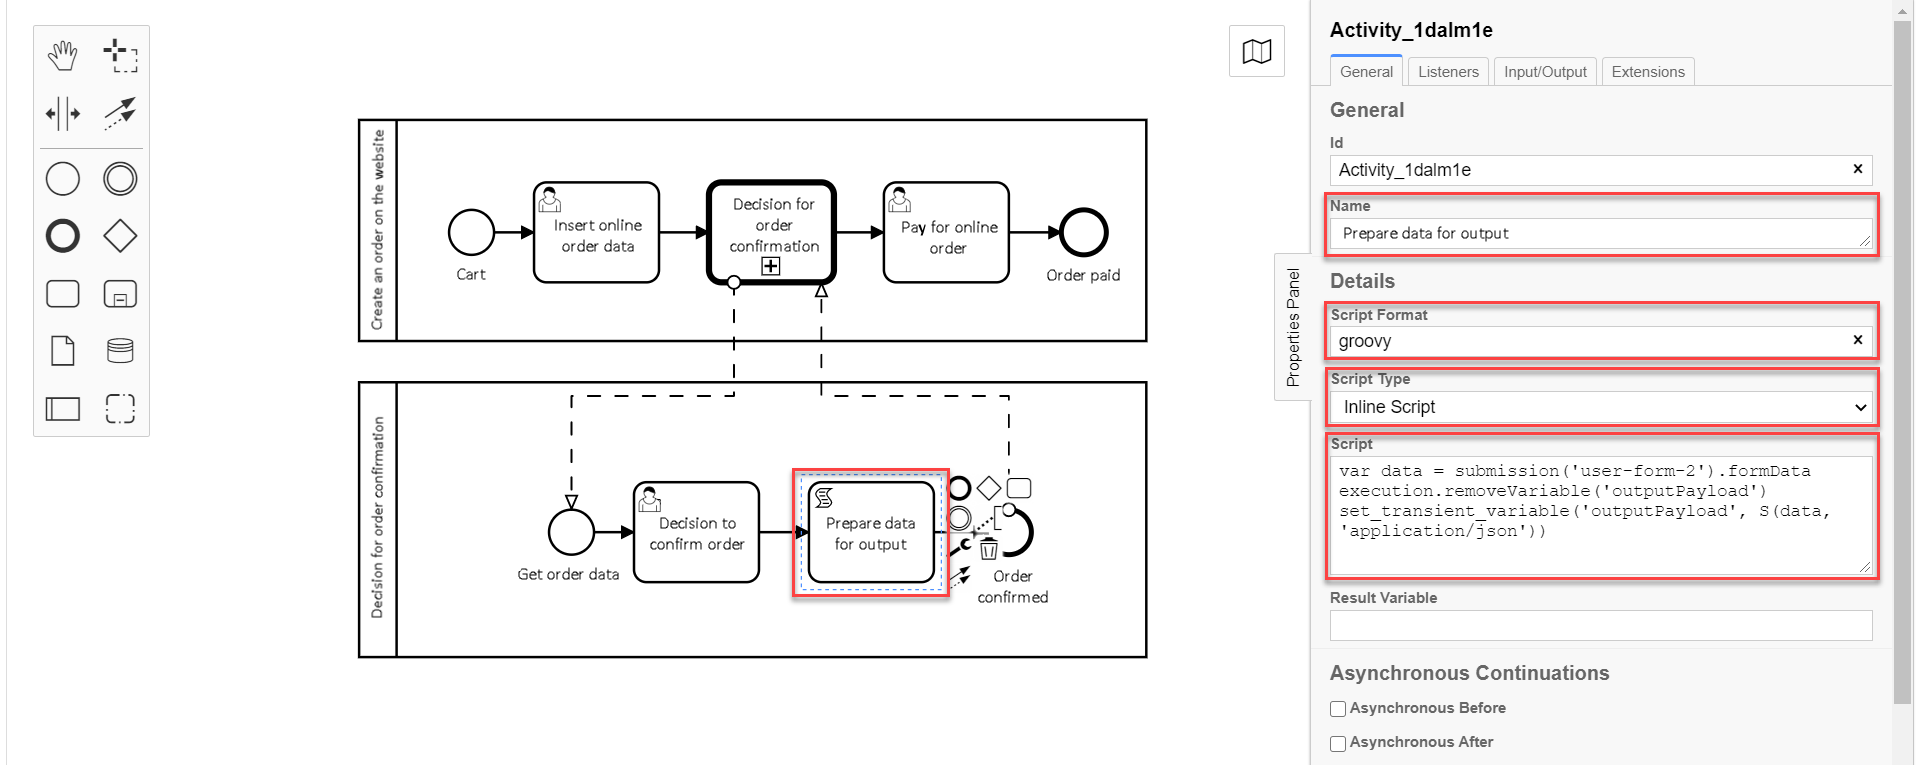 Create an order on the website
Cart
Insert online
order data
Decision for
order
confirmation
Pay for online
order
Order paid
Decision for order confirmation
Get order data
Decision to
confirm order
Prepare data
for output
Order
confirmed
Properties Panel
Activity_1dalm1e
General
Listeners
Input/Output
Extensions
General
Id
Activity_1dalm1e
Name
Prepare data for output
Details
Script Format
groovy
Script Type
Inline Script
Script
var data = submission('user-form-2').formData
execution.removeVariable('outputPayload')
set_transient_variable('outputPayload', S(data,
'application/json'))
Result Variable
Asynchronous Continuations
Asynchronous Before
Asynchronous After